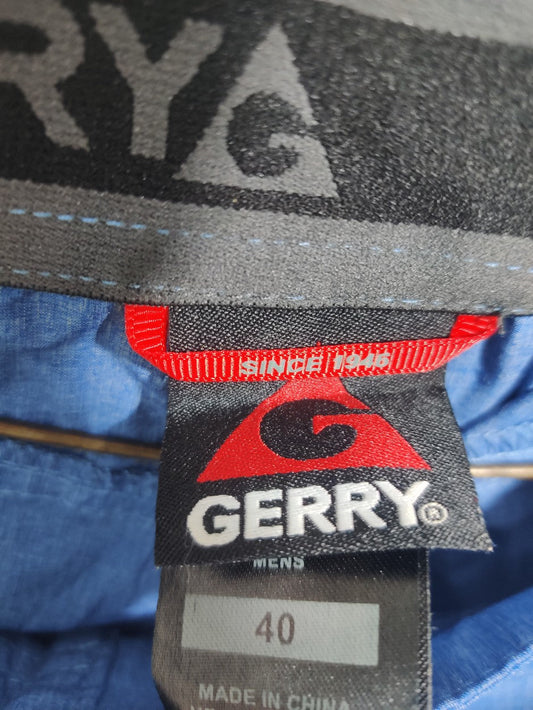 RY
SINCE 1946
G
GERRY®
MENS
40
MADE IN CHINA